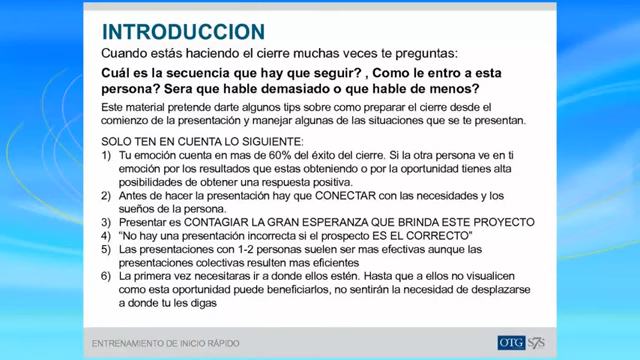 INTRODUCCION
Cuando estás haciendo el cierre muchas veces te preguntas:
Cuál es la secuencia que hay que seguir? , Como le entro a esta
persona? Sera que hable demasiado o que hable de menos?
Este material pretende darte algunos tips sobre como preparar el cierre desde el
comienzo de la presentación y manejar algunas de las situaciones que se te presentan.
SOLO TEN EN CUENTA LO SIGUIENTE:
1) Tu emoción cuenta en mas de 60% del éxito del cierre. Si la otra persona ve en ti
emoción por los resultados que estas obteniendo o por la oportunidad tienes alta
posibilidades de obtener una respuesta positiva.
2) Antes de hacer la presentación hay que CONECTAR con las necesidades y los
sueños de la persona.
3) Presentar es CONTAGIAR LA GRAN ESPERANZA QUE BRINDA ESTE PROYECTO
4) "No hay una presentación incorrecta si el prospecto ES EL CORRECTO"
5) Las presentaciones con 1-2 personas suelen ser mas efectivas aunque las
presentaciones colectivas resulten mas eficientes
6) La primera vez necesitaras ir a donde ellos estén. Hasta que a ellos no visualicen
como esta oportunidad puede beneficiarlos, no sentirán la necesidad de desplazarse
a donde tu les digas
ENTRENAMIENTO DE INICIO RÁPIDO
OTG S7S